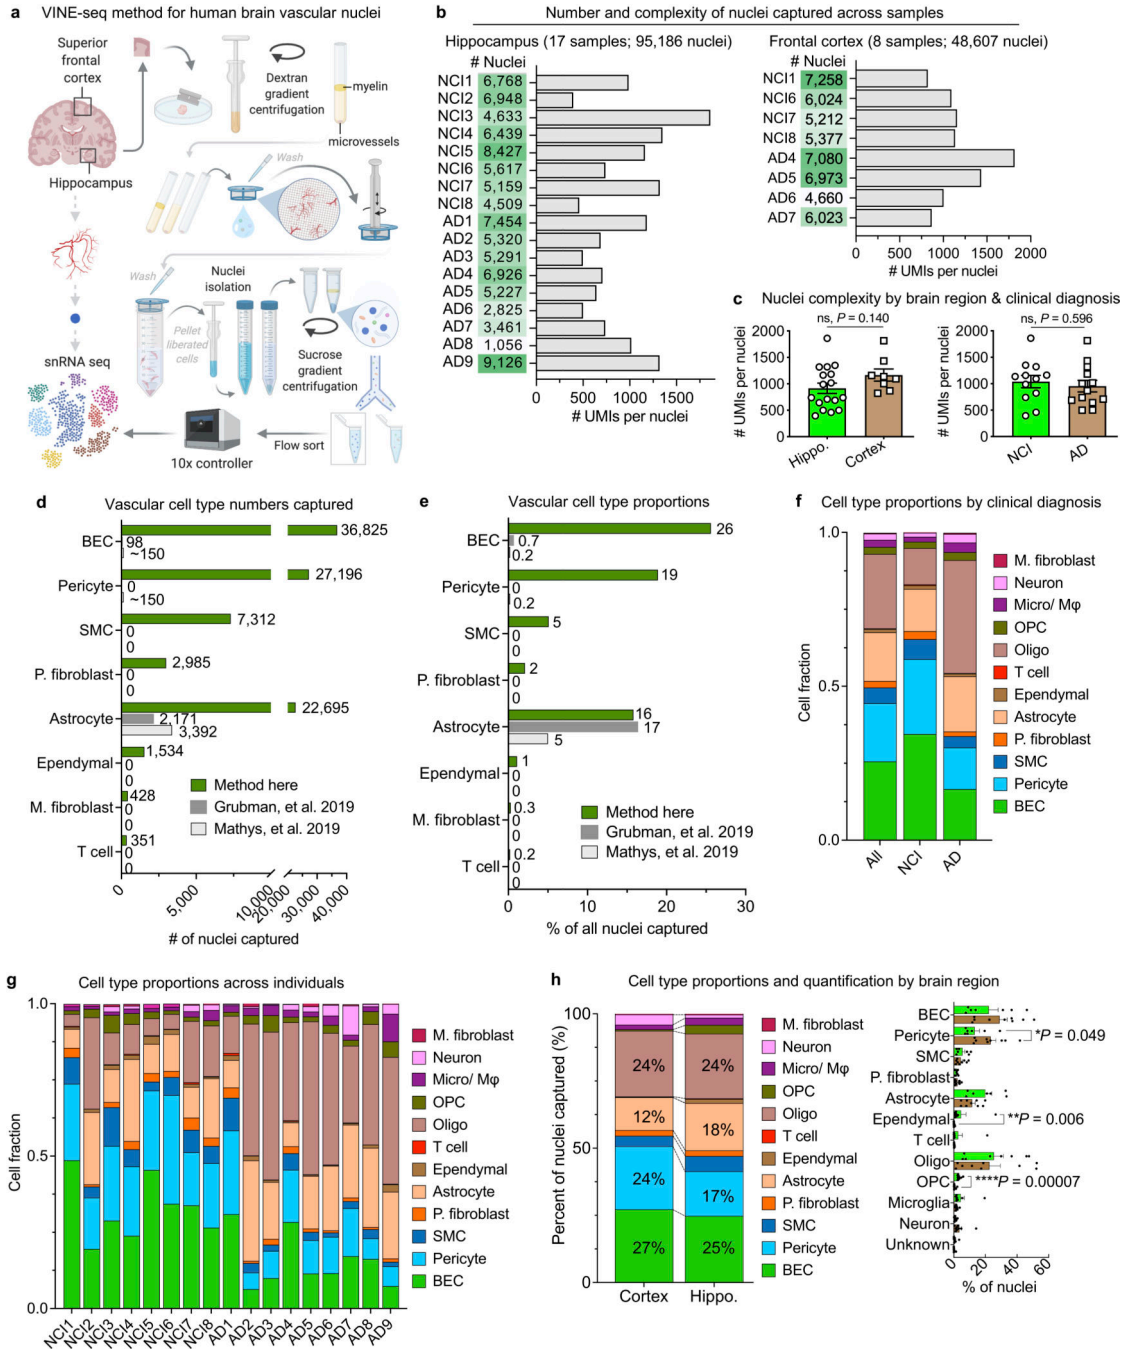 a VINE-seq method for human brain vascular nuclei
Superior
frontal
cortex
Hippocampus
Dextran
gradient
centrifugation
myelin
microvessels
Wash
Wash
Nuclei
isolation
Pellet
liberated
cells
Sucrose
gradient
centrifugation
snRNA seq
10x controller
Flow sort
b Number and complexity of nuclei captured across samples
Hippocampus (17 samples; 95,186 nuclei)
# Nuclei
NCI1 6,768
NCI2 6,948
NCI3 4,633
NCI4 6,439
NCI5 8,427
NCI6 5,617
NCI7 5,159
NCI8 4,509
AD1 7,454
AD2 5,320
AD3 5,291
AD4 6,926
AD5 5,227
AD6 2,825
AD7 3,461
AD8 1,056
AD9 9,126
0 500 1000 1500
# UMIs per nuclei
Frontal cortex (8 samples; 48,607 nuclei)
# Nuclei
NCI1 7,258
NCI6 6,024
NCI7 5,212
NCI8 5,377
AD4 7,080
AD5 6,973
AD6 4,660
AD7 6,023
0 500 1000 1500 2000
# UMIs per nuclei
c Nuclei complexity by brain region & clinical diagnosis
ns, P = 0.140
# UMIs per nuclei
2000
1500
1000
500
0
Hippo. Cortex
ns, P = 0.596
# UMIs per nuclei
2000
1500
1000
500
0
NCI AD
d Vascular cell type numbers captured
BEC 36,825
98
~150
Pericyte 27,196
0
~150
SMC 7,312
0
0
P. fibroblast 2,985
0
0
Astrocyte 22,695
2,171
3,392
Ependymal 1,534
0
0
M. fibroblast 428
0
0
T cell 351
0
0
Method here
Grubman, et al. 2019
Mathys, et al. 2019
0 5,000 10,000 20,000 30,000 40,000
# of nuclei captured
e Vascular cell type proportions
BEC 26
0.7
0.2
Pericyte 19
0
0.2
SMC 5
0
0
P. fibroblast 2
0
0
Astrocyte 16
17
5
Ependymal 1
0
0
M. fibroblast 0.3
0
0
T cell 0.2
0
0
Method here
Grubman, et al. 2019
Mathys, et al. 2019
0 10 20 30
% of all nuclei captured
f Cell type proportions by clinical diagnosis
Cell fraction
1.0
0.5
0.0
All NCI AD
M. fibroblast
Neuron
Micro/ Mφ
OPC
Oligo
T cell
Ependymal
Astrocyte
P. fibroblast
SMC
Pericyte
BEC
g Cell type proportions across individuals
Cell fraction
1.0
0.5
0.0
NCI1 NCI2 NCI3 NCI4 NCI5 NCI6 NCI7 NCI8 AD1 AD2 AD3 AD4 AD5 AD6 AD7 AD8 AD9
M. fibroblast
Neuron
Micro/ Mφ
OPC
Oligo
T cell
Ependymal
Astrocyte
P. fibroblast
SMC
Pericyte
BEC
h Cell type proportions and quantification by brain region
Percent of nuclei captured (%)
100
50
0
24% 24%
12% 18%
24% 17%
27% 25%
Cortex Hippo.
M. fibroblast
Neuron
Micro/ Mφ
OPC
Oligo
T cell
Ependymal
Astrocyte
P. fibroblast
SMC
Pericyte
BEC
BEC
Pericyte *P = 0.049
SMC
P. fibroblast
Astrocyte
Ependymal **P = 0.006
T cell
Oligo
OPC ****P = 0.00007
Microglia
Neuron
Unknown
0 20 40 60
% of nuclei